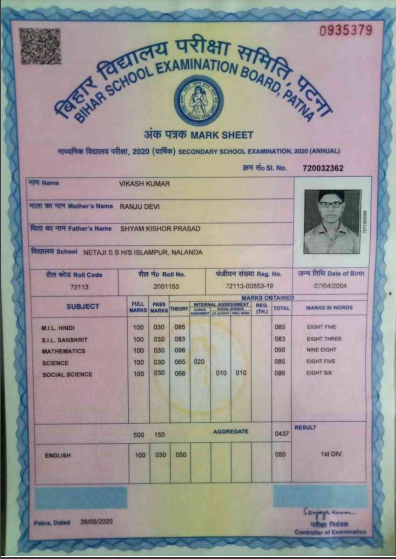 0935379
बिहार विद्यालय परीक्षा समिति पटना
BIHAR SCHOOL EXAMINATION BOARD, PATNA
अंक पत्रक MARK SHEET
माध्यमिक विद्यालय परीक्षा, 2020 (वार्षिक) SECONDARY SCHOOL EXAMINATION, 2020 (ANNUAL)
क्रम सं० Sl. No. 720032362
नाम Name VIKASH KUMAR
माता का नाम Mother's Name RANJU DEVI
पिता का नाम Father's Name SHYAM KISHOR PRASAD
विद्यालय School NETAJI S.S H/S ISLAMPUR, NALANDA
रौल कोड Roll Code रौल नं० Roll No. पंजीयन संख्या Rag. No. जन्म तिथि Date of Birth
72113 2001153 72113-00552-19 07/04/2004
MARKS OBTAINED
SUBJECT FULL MARKS PASS MARKS THEORY INTERNAL ASSESSMENT REG. (TH.) TOTAL MARKS IN WORDS
M.I.L. HINDI 100 030 085 085 EIGHT FIVE
S.I.L. SANSKRIT 100 030 083 083 EIGHT THREE
MATHEMATICS 100 030 098 098 NINE EIGHT
SCIENCE 100 030 065 020 085 EIGHT FIVE
SOCIAL SCIENCE 100 030 066 010 010 086 EIGHT SIX
500 150 AGGREGATE 0437 RESULT
ENGLISH 100 030 050 050 1st DIV.
Patna, Dated 26/05/2020
Sanjay Kumar
परीक्षा नियंत्रक
Controller of Examination